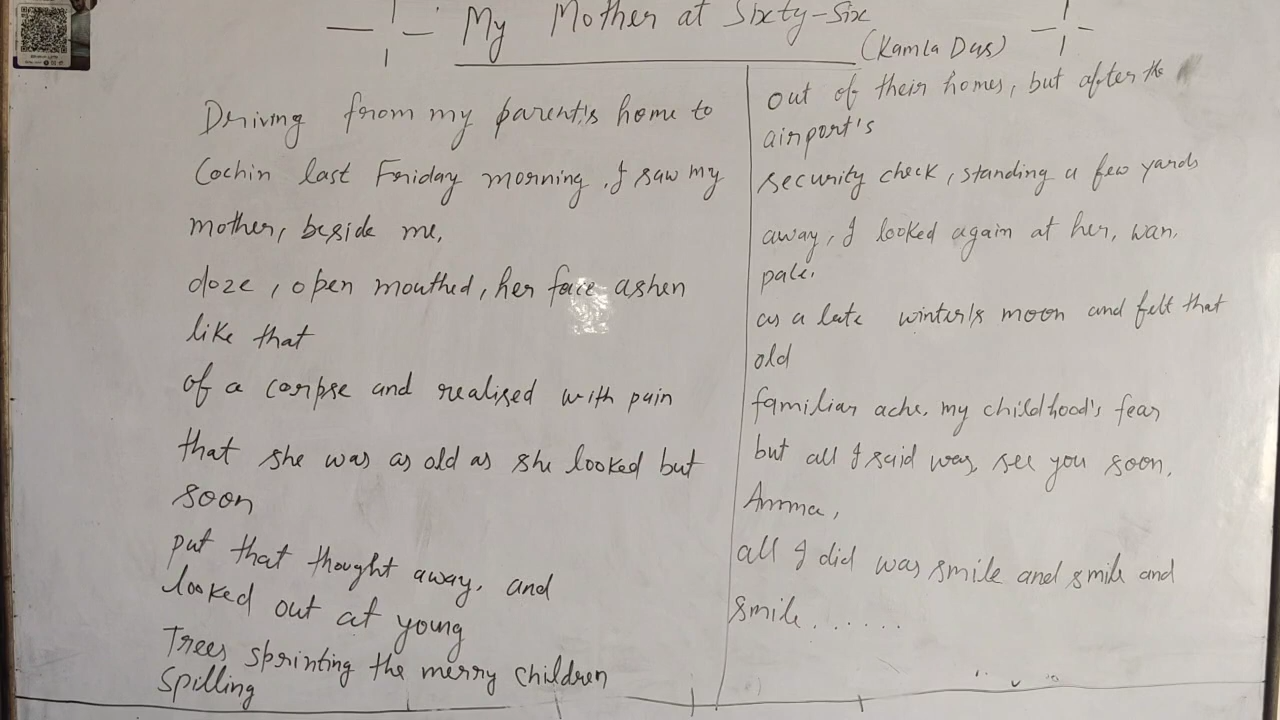 My Mother at Sixty-Six
(Kamla Das)
Driving from my parent's home to
Cochin last Friday morning, I saw my
mother, beside me,
doze, open mouthed, her face ashen
like that
of a corpse and realised with pain
that she was as old as she looked but
soon
put that thought away, and
looked out at young
Trees sprinting the merry children
Spilling
out of their homes, but after the
airport's
security check, standing a few yards
away, I looked again at her, wan,
pale,
as a late winter's moon and felt that
old
familiar ache, my childhood's fear
but all I said was, see you soon,
Amma,
all I did was smile and smile and
smile.......